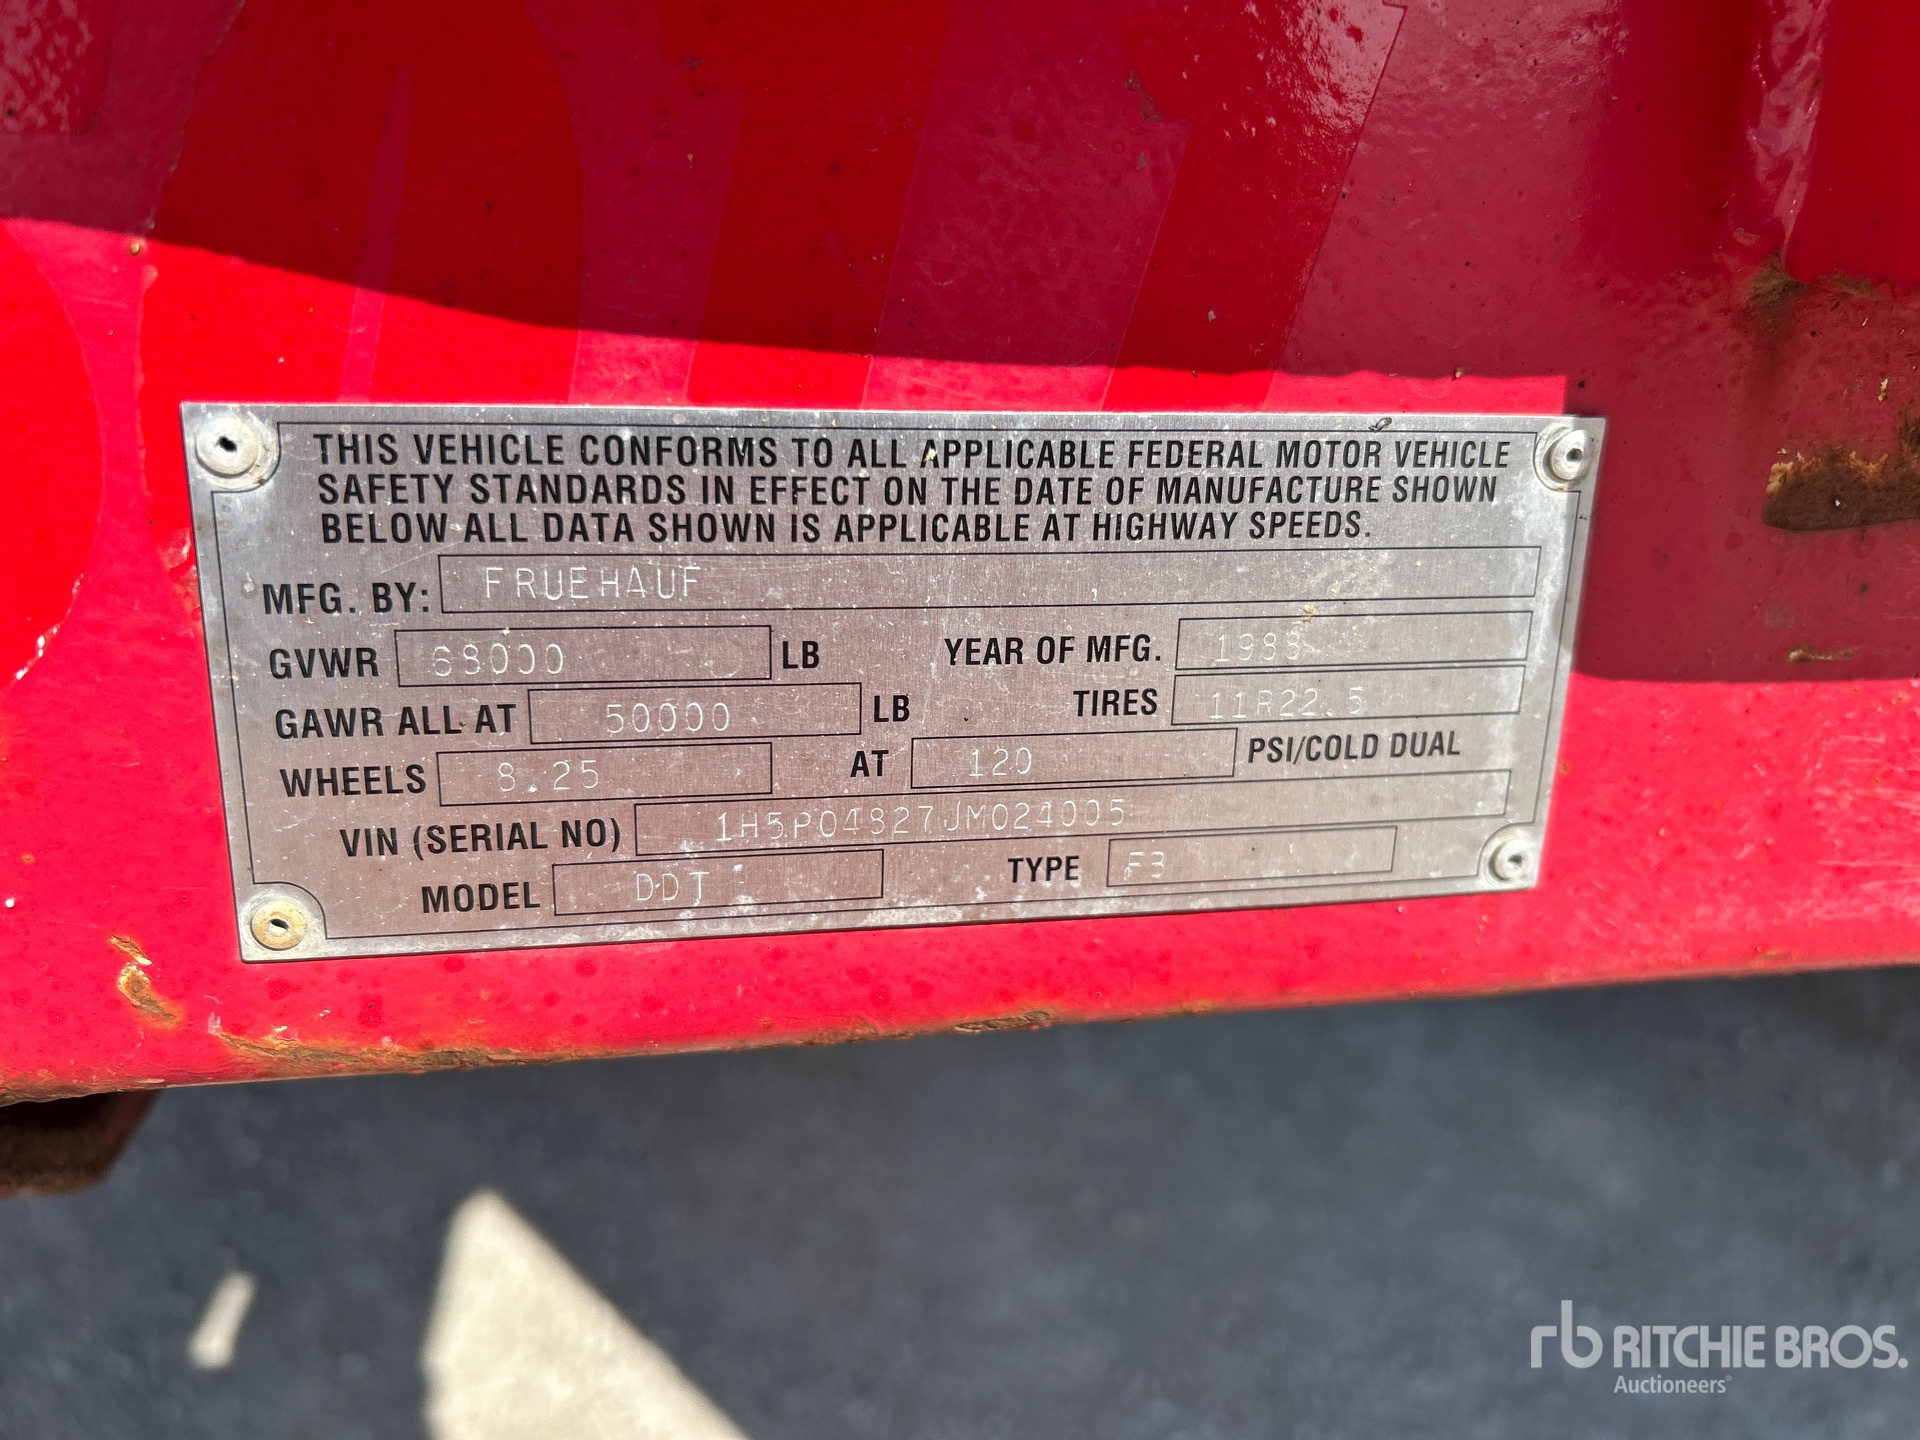 THIS VEHICLE CONFORMS TO ALL APPLICABLE FEDERAL MOTOR VEHICLE
SAFETY STANDARDS IN EFFECT ON THE DATE OF MANUFACTURE SHOWN
BELOW ALL DATA SHOWN IS APPLICABLE AT HIGHWAY SPEEDS.
MFG. BY: FRUEHAUF
GVWR 68000 LB YEAR OF MFG. 1988
GAWR ALL AT 50000 LB TIRES 11R22.5
WHEELS 8.25 AT 120 PSI/COLD DUAL
VIN (SERIAL NO) 1H5P04827JM024005
MODEL DDT TYPE F3
rb RITCHIE BROS.
Auctioneers